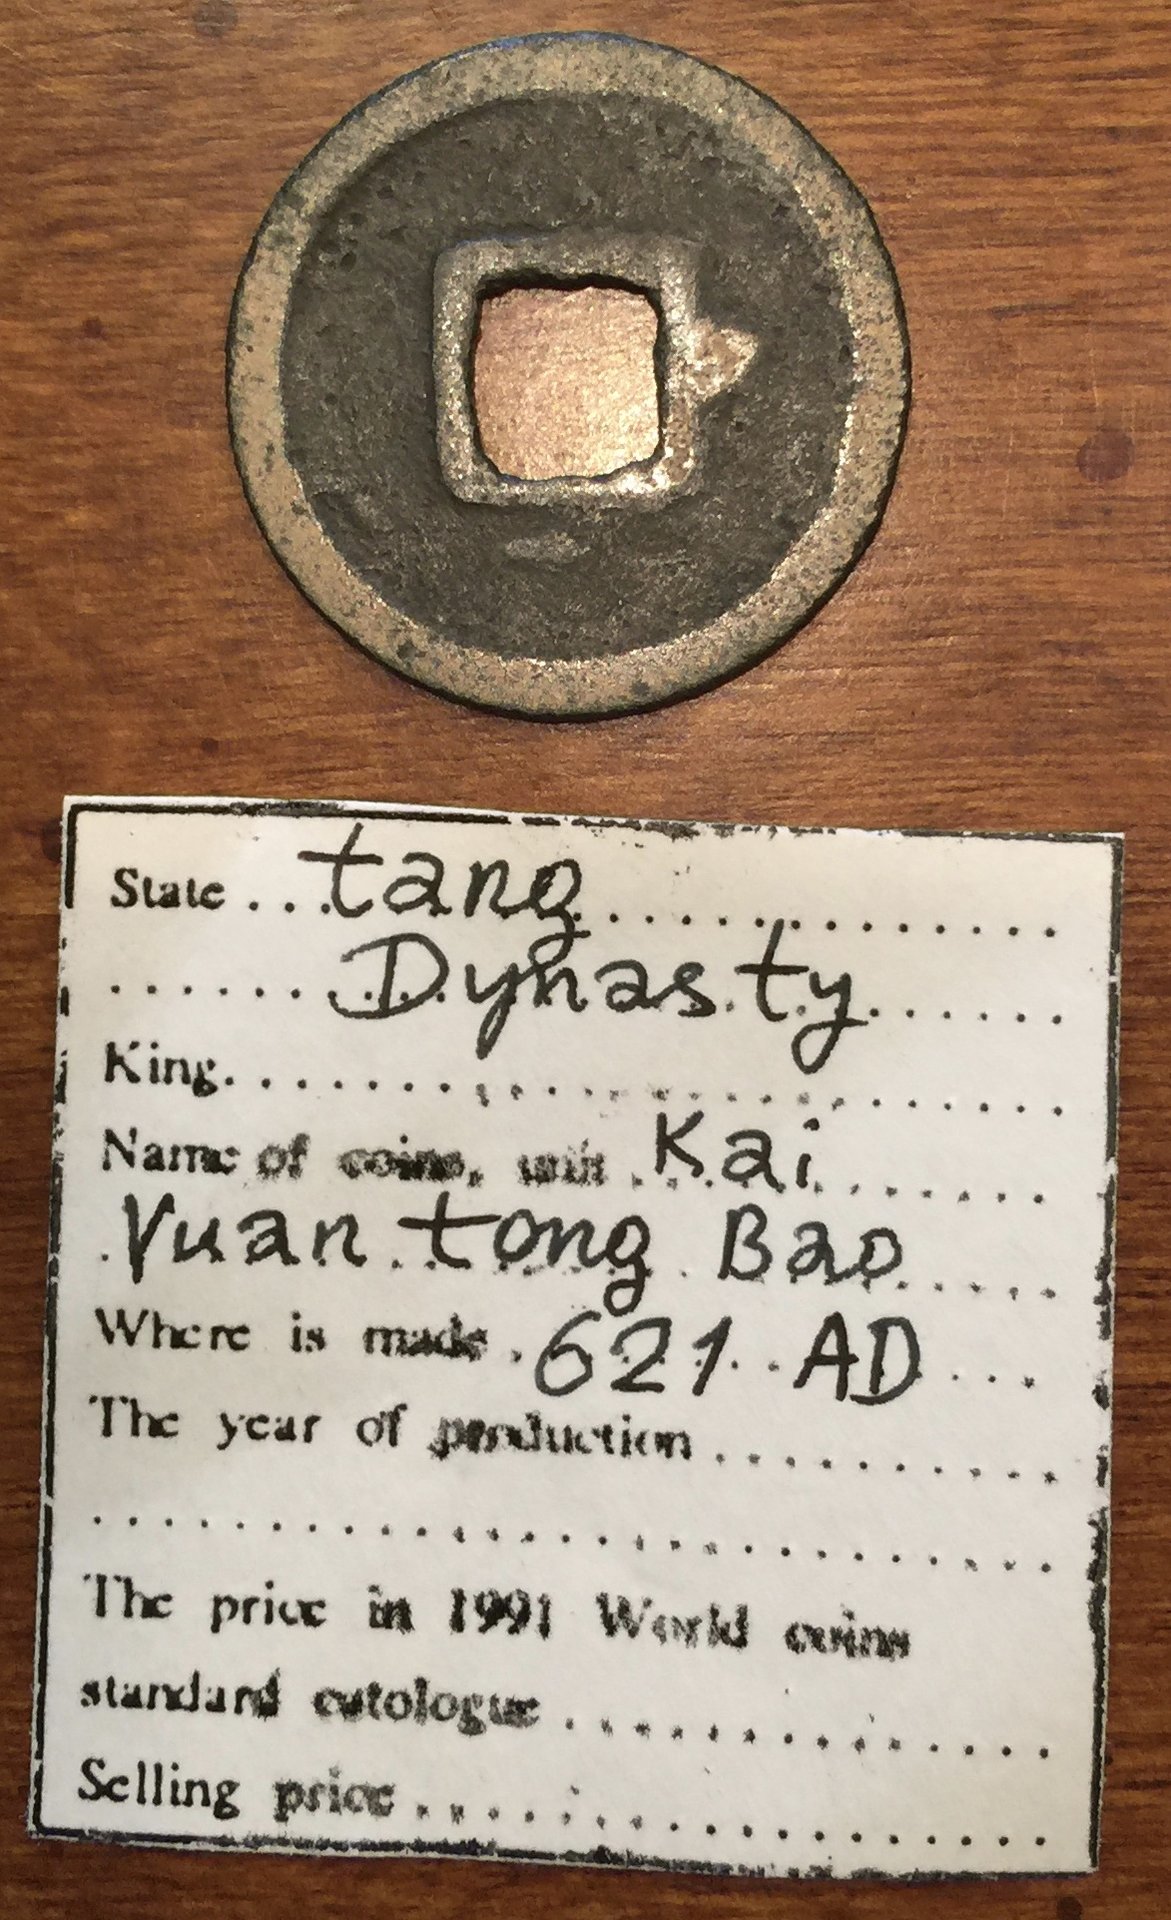 State ... tang ................
....... Dynasty .......
King. ................
Name of coins, unit . Kai .......
. Yuan tong Bao ......
Where is made . 621 AD ...
The year of production ..........
........................
The price in 1991 World coins
standard cotologue ..............
Selling price .................